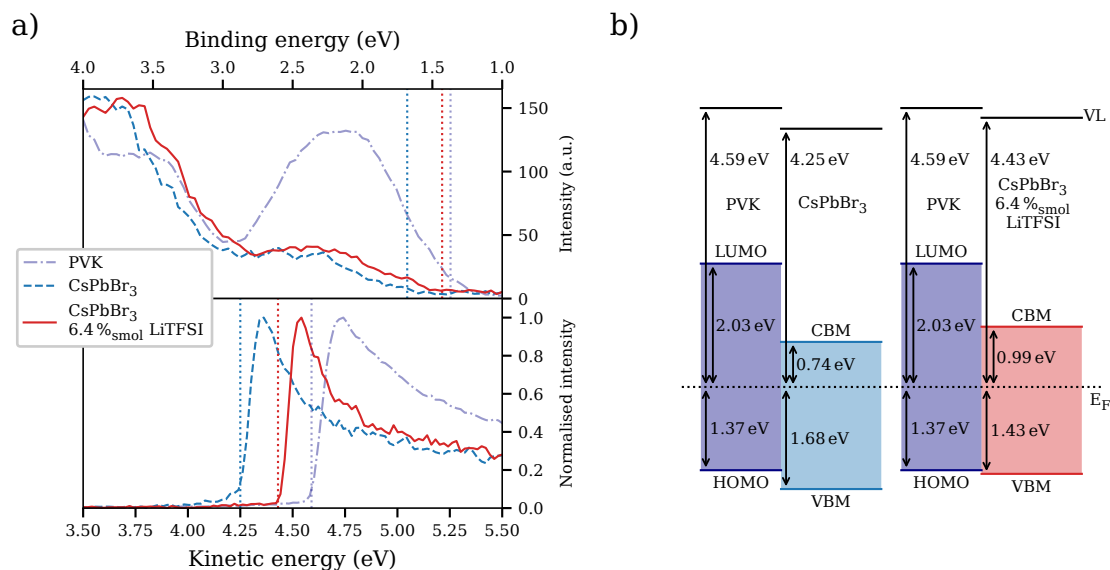 a)
Binding energy (eV)
4.0 3.5 3.0 2.5 2.0 1.5 1.0
150
100
50
0
Intensity (a.u.)
PVK
CsPbBr₃
CsPbBr₃
6.4 %smol LiTFSI
1.0
0.8
0.6
0.4
0.2
0.0
Normalised intensity
3.50 3.75 4.00 4.25 4.50 4.75 5.00 5.25 5.50
Kinetic energy (eV)
b)
VL
4.59 eV 4.25 eV 4.59 eV 4.43 eV
PVK CsPbBr₃ PVK CsPbBr₃
6.4 %smol
LiTFSI
LUMO LUMO
CBM CBM
2.03 eV 0.74 eV 2.03 eV 0.99 eV
EF
1.37 eV 1.68 eV 1.37 eV 1.43 eV
HOMO VBM HOMO VBM